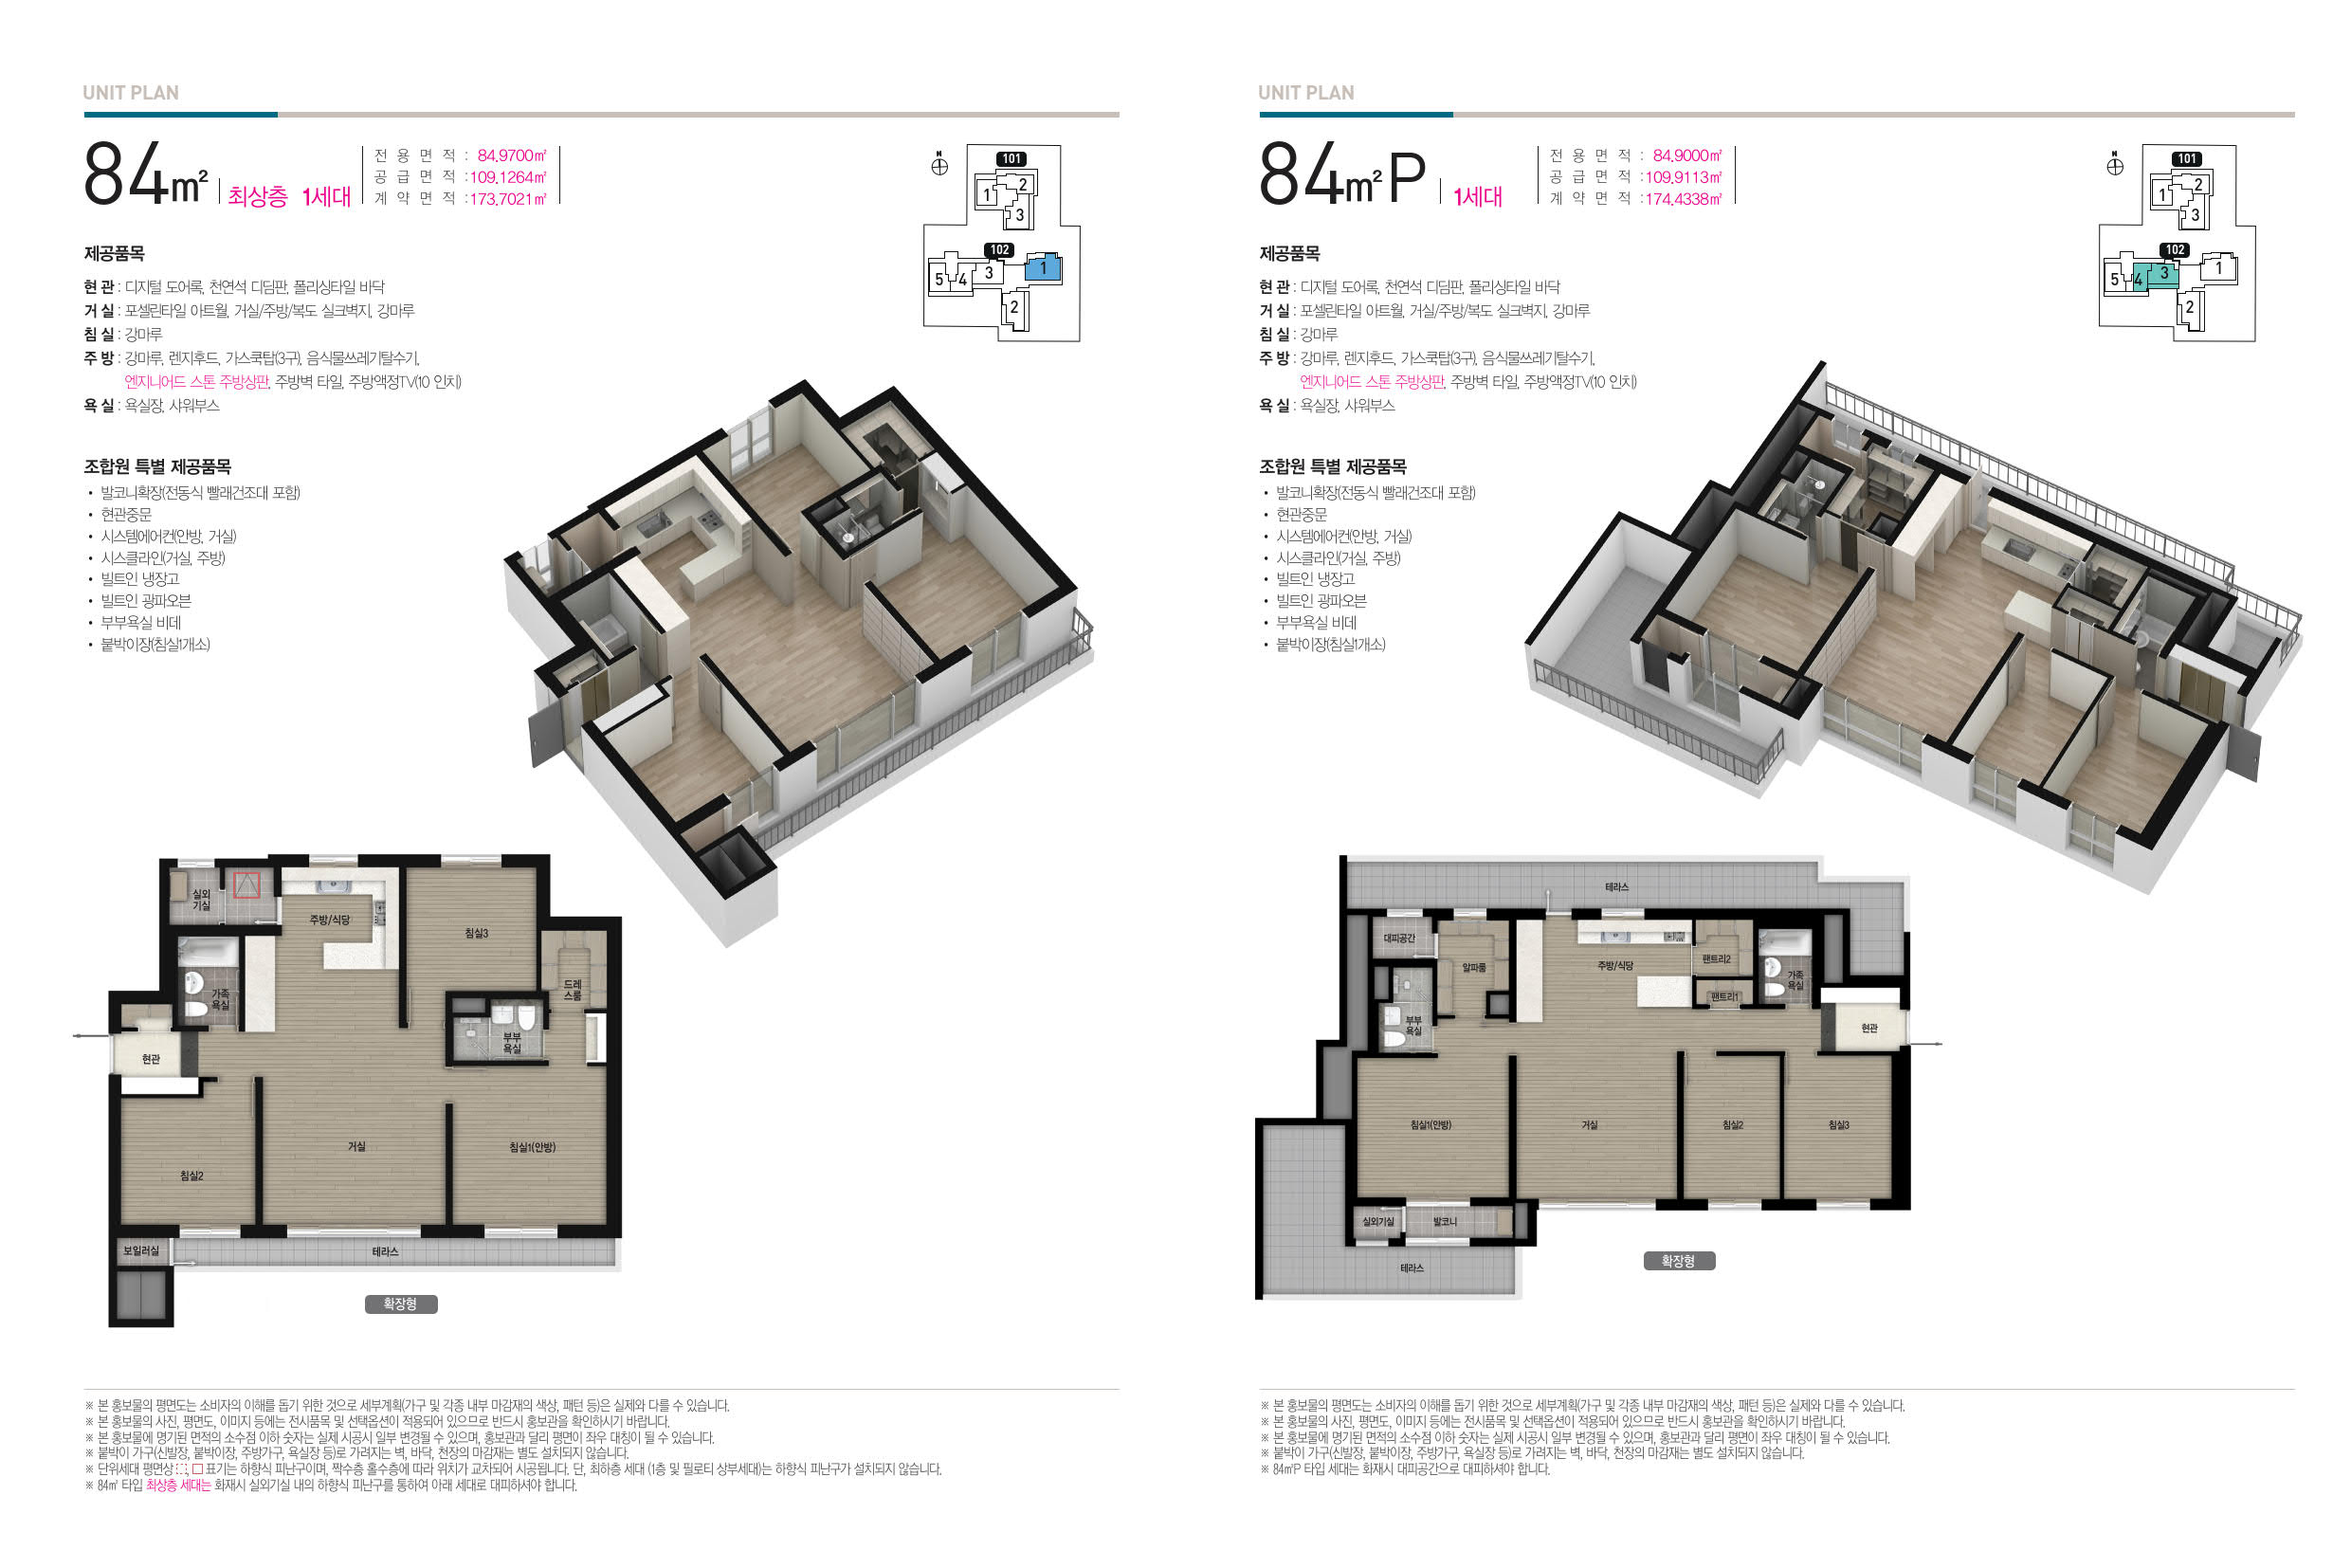 UNIT PLAN
84m² 최상층 1세대
전 용 면 적 : 84.9700㎡
공 급 면 적 : 109.1264㎡
계 약 면 적 : 173.7021㎡
N
101
1
2
3
102
5
4
3
1
2
제공품목
현 관 : 디지털 도어록, 천연석 디딤판, 폴리싱타일 바닥
거 실 : 포셀린타일 아트월, 거실/주방/복도 실크벽지, 강마루
침 실 : 강마루
주 방 : 강마루, 렌지후드, 가스쿡탑(3구), 음식물쓰레기탈수기,
엔지니어드 스톤 주방상판, 주방벽 타일, 주방액정TV(10 인치)
욕 실 : 욕실장, 샤워부스
조합원 특별 제공품목
• 발코니확장(전동식 빨래건조대 포함)
• 현관중문
• 시스템에어컨(안방, 거실)
• 시스클라인(거실, 주방)
• 빌트인 냉장고
• 빌트인 광파오븐
• 부부욕실 비데
• 붙박이장(침실1개소)
실외
기실
주방/식당
침실3
드레
스룸
가족
욕실
부부
욕실
현관
침실2
거실
침실1(안방)
보일러실
테라스
확장형
※ 본 홍보물의 평면도는 소비자의 이해를 돕기 위한 것으로 세부계획(가구 및 각종 내부 마감재의 색상, 패턴 등)은 실제와 다를 수 있습니다.
※ 본 홍보물의 사진, 평면도, 이미지 등에는 전시품목 및 선택옵션이 적용되어 있으므로 반드시 홍보관을 확인하시기 바랍니다.
※ 본 홍보물에 명기된 면적의 소수점 이하 숫자는 실제 시공시 일부 변경될 수 있으며, 홍보관과 달리 평면이 좌우 대칭이 될 수 있습니다.
※ 붙박이 가구(신발장, 붙박이장, 주방가구, 욕실장 등)로 가려지는 벽, 바닥, 천장의 마감재는 별도 설치되지 않습니다.
※ 단위세대 평면상 표기는 하향식 피난구이며, 짝수층 홀수층에 따라 위치가 교차되어 시공됩니다. 단, 최하층 세대 (1층 및 필로티 상부세대)는 하향식 피난구가 설치되지 않습니다.
※ 84㎡ 타입 최상층 세대는 화재시 실외기실 내의 하향식 피난구를 통하여 아래 세대로 대피하셔야 합니다.
UNIT PLAN
84m²P 1세대
전 용 면 적 : 84.9000㎡
공 급 면 적 : 109.9113㎡
계 약 면 적 : 174.4338㎡
N
101
1
2
3
102
5
4
3
1
2
제공품목
현 관 : 디지털 도어록, 천연석 디딤판, 폴리싱타일 바닥
거 실 : 포셀린타일 아트월, 거실/주방/복도 실크벽지, 강마루
침 실 : 강마루
주 방 : 강마루, 렌지후드, 가스쿡탑(3구), 음식물쓰레기탈수기,
엔지니어드 스톤 주방상판, 주방벽 타일, 주방액정TV(10 인치)
욕 실 : 욕실장, 샤워부스
조합원 특별 제공품목
• 발코니확장(전동식 빨래건조대 포함)
• 현관중문
• 시스템에어컨(안방, 거실)
• 시스클라인(거실, 주방)
• 빌트인 냉장고
• 빌트인 광파오븐
• 부부욕실 비데
• 붙박이장(침실1개소)
테라스
대피공간
알파룸
주방/식당
팬트리2
팬트리1
가족
욕실
부부
욕실
현관
침실1(안방)
거실
침실2
침실3
실외기실
발코니
테라스
확장형
※ 본 홍보물의 평면도는 소비자의 이해를 돕기 위한 것으로 세부계획(가구 및 각종 내부 마감재의 색상, 패턴 등)은 실제와 다를 수 있습니다.
※ 본 홍보물의 사진, 평면도, 이미지 등에는 전시품목 및 선택옵션이 적용되어 있으므로 반드시 홍보관을 확인하시기 바랍니다.
※ 본 홍보물에 명기된 면적의 소수점 이하 숫자는 실제 시공시 일부 변경될 수 있으며, 홍보관과 달리 평면이 좌우 대칭이 될 수 있습니다.
※ 붙박이 가구(신발장, 붙박이장, 주방가구, 욕실장 등)로 가려지는 벽, 바닥, 천장의 마감재는 별도 설치되지 않습니다.
※ 84㎡P 타입 세대는 화재시 대피공간으로 대피하셔야 합니다.